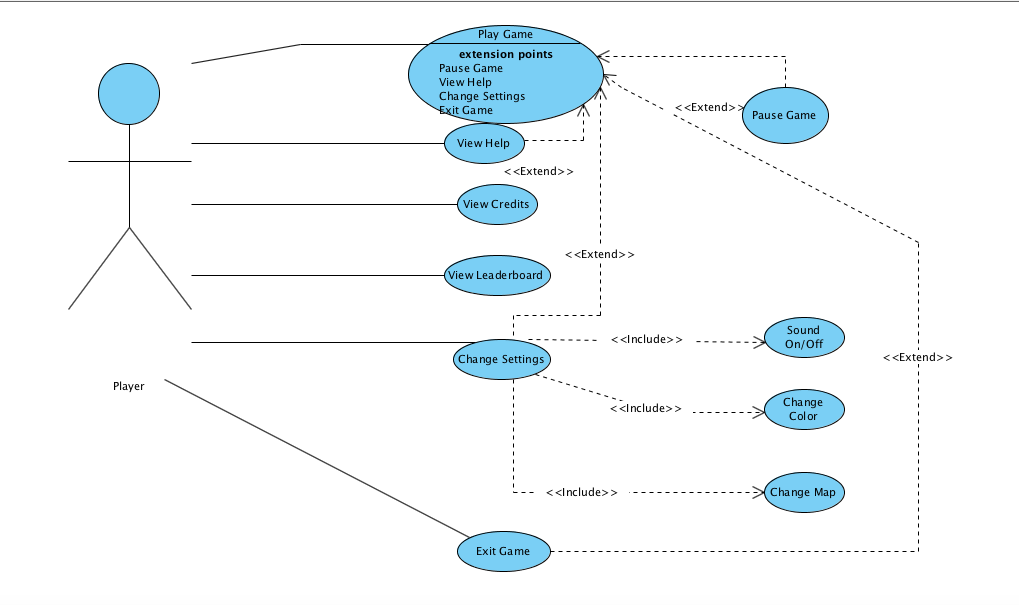 Play Game
extension points
Pause Game
View Help
Change Settings
Exit Game
<<Extend>>
Pause Game
View Help
<<Extend>>
View Credits
<<Extend>>
View Leaderboard
Sound
On/Off
<<Include>>
Change Settings
<<Extend>>
Player
Change
Color
<<Include>>
<<Include>>
Change Map
Exit Game